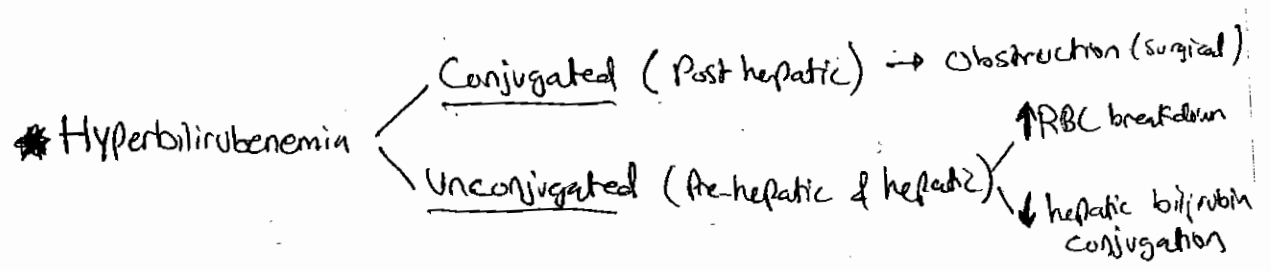 Conjugated (Post hepatic) → Obstruction (surgical)
* Hyperbilirubenemia
↑RBC breakdown
Unconjugated (Pre-hepatic & hepatic)
↓ hepatic bilirubin
conjugation